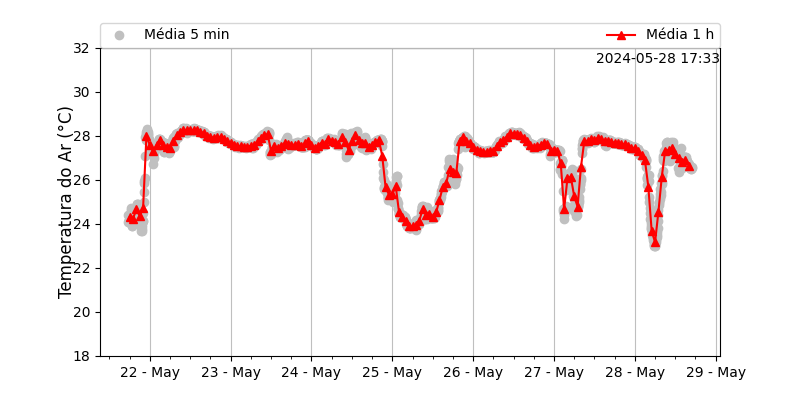 Média 5 min
Média 1 h
2024-05-28 17:33
Temperatura do Ar (°C)
32
30
28
26
24
22
20
18
22 - May
23 - May
24 - May
25 - May
26 - May
27 - May
28 - May
29 - May